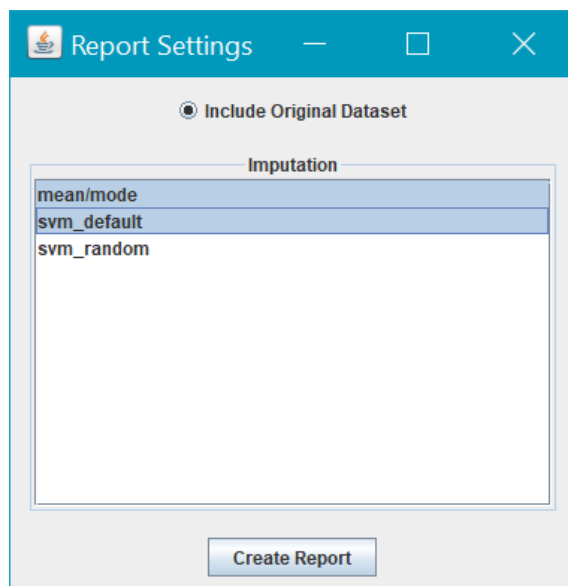 Report Settings
Include Original Dataset
Imputation
mean/mode
svm_default
svm_random
Create Report